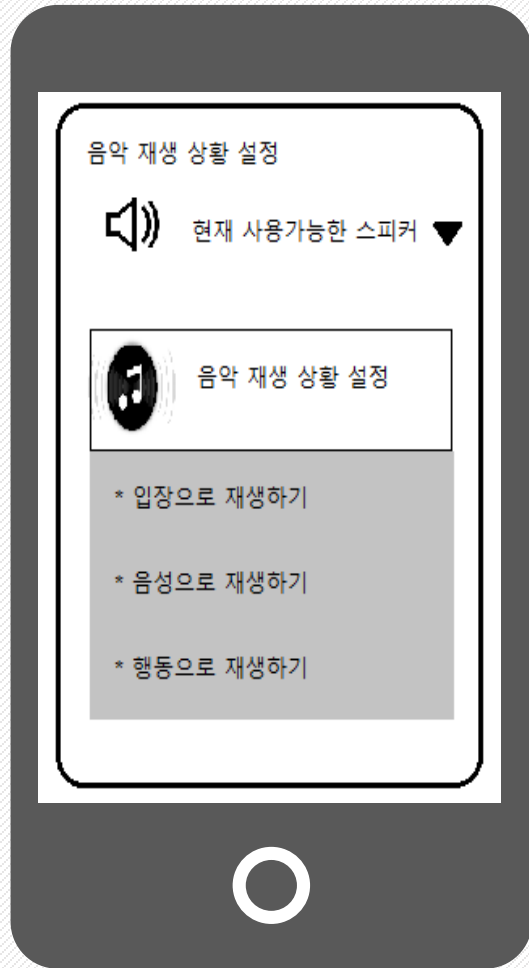 음악 재생 상황 설정
현재 사용가능한 스피커
음악 재생 상황 설정
* 입장으로 재생하기
* 음성으로 재생하기
* 행동으로 재생하기